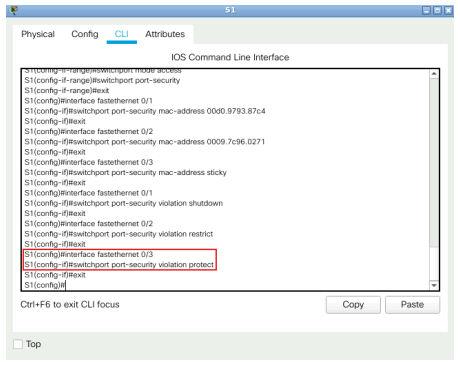 S1
Physical Config CLI Attributes
IOS Command Line Interface
S1(config-if-range)#switchport mode access
S1(config-if-range)#switchport port-security
S1(config-if-range)#exit
S1(config)#interface fastethernet 0/1
S1(config-if)#switchport port-security mac-address 00d0.9793.87c4
S1(config-if)#exit
S1(config)#interface fastethernet 0/2
S1(config-if)#switchport port-security mac-address 0009.7c96.0271
S1(config-if)#exit
S1(config)#interface fastethernet 0/3
S1(config-if)#switchport port-security mac-address sticky
S1(config-if)#exit
S1(config)#interface fastethernet 0/1
S1(config-if)#switchport port-security violation shutdown
S1(config-if)#exit
S1(config)#interface fastethernet 0/2
S1(config-if)#switchport port-security violation restrict
S1(config-if)#exit
S1(config)#interface fastethernet 0/3
S1(config-if)#switchport port-security violation protect
S1(config-if)#exit
S1(config)#
Ctrl+F6 to exit CLI focus
Copy Paste
Top